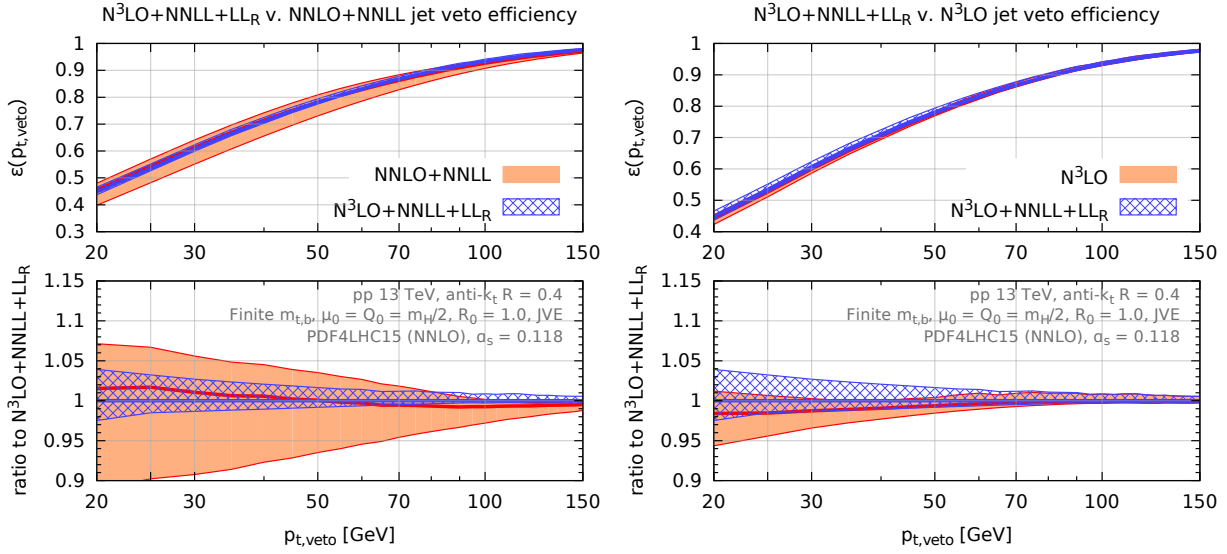 N³LO+NNLL+LL_R v. NNLO+NNLL jet veto efficiency
ε(p_t,veto)
1
0.9
0.8
0.7
0.6
0.5
0.4
0.3
NNLO+NNLL
N³LO+NNLL+LL_R
20 30 50 70 100 150
ratio to N³LO+NNLL+LL_R
1.15
1.1
1.05
1
0.95
0.9
pp 13 TeV, anti-k_t R = 0.4
Finite m_t,b, μ₀ = Q₀ = m_H/2, R₀ = 1.0, JVE
PDF4LHC15 (NNLO), α_s = 0.118
20 30 50 70 100 150
p_t,veto [GeV]
N³LO+NNLL+LL_R v. N³LO jet veto efficiency
ε(p_t,veto)
1
0.9
0.8
0.7
0.6
0.5
0.4
N³LO
N³LO+NNLL+LL_R
20 30 50 70 100 150
ratio to N³LO+NNLL+LL_R
1.15
1.1
1.05
1
0.95
0.9
pp 13 TeV, anti-k_t R = 0.4
Finite m_t,b, μ₀ = Q₀ = m_H/2, R₀ = 1.0, JVE
PDF4LHC15 (NNLO), α_s = 0.118
20 30 50 70 100 150
p_t,veto [GeV]